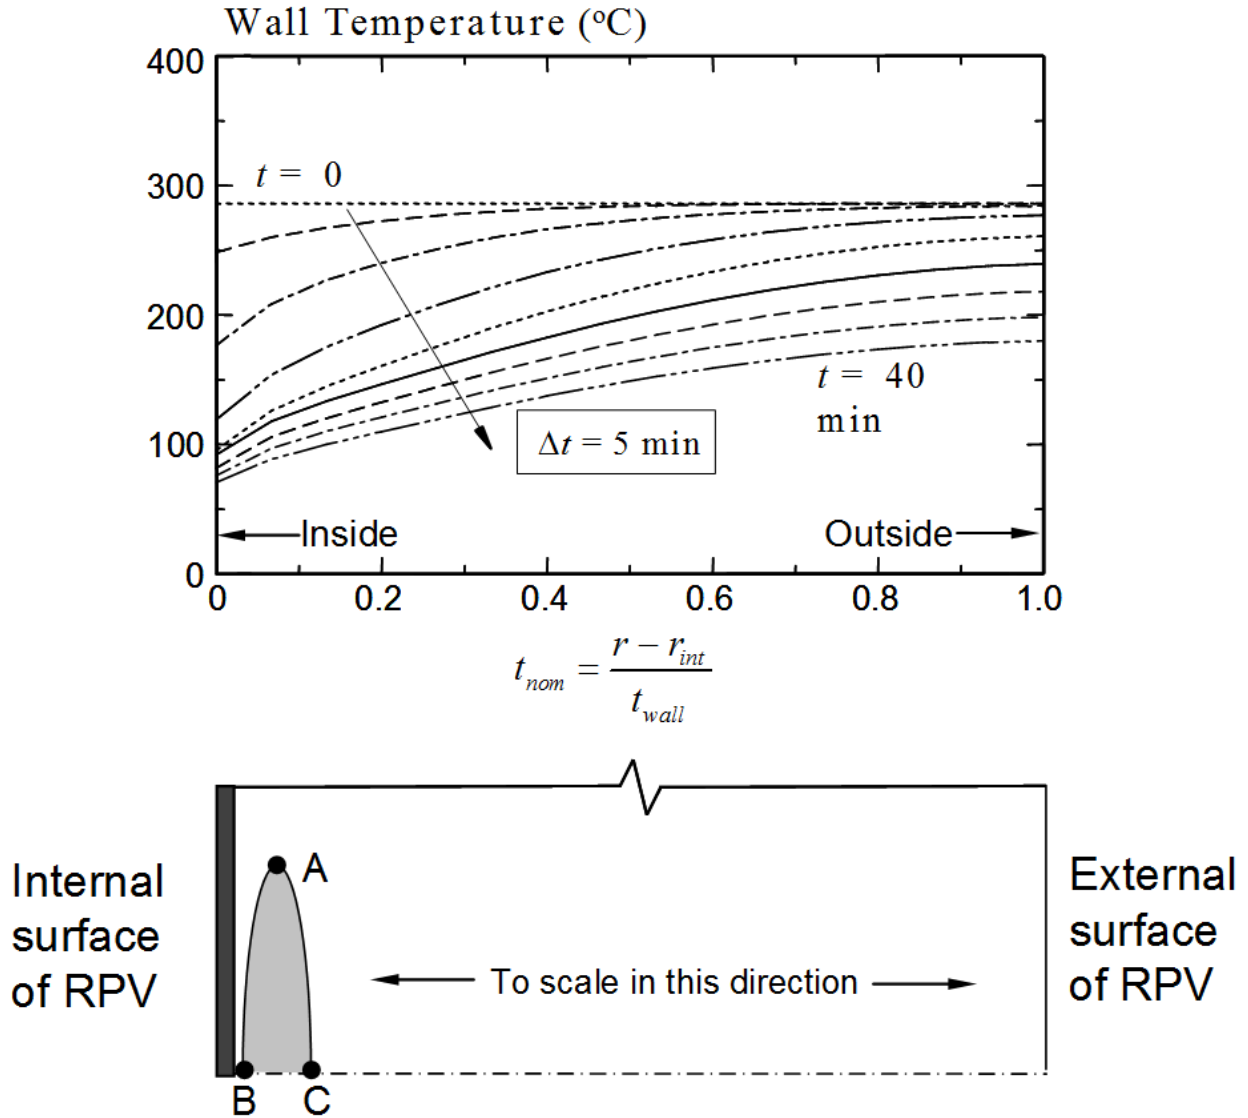 Wall Temperature (°C)
400
300
200
100
0
t = 0
t = 40
min
Δt = 5 min
Inside
Outside
0 0.2 0.4 0.6 0.8 1.0
t_nom = (r − r_int) / t_wall
Internal
surface
of RPV
A
B
C
To scale in this direction
External
surface
of RPV